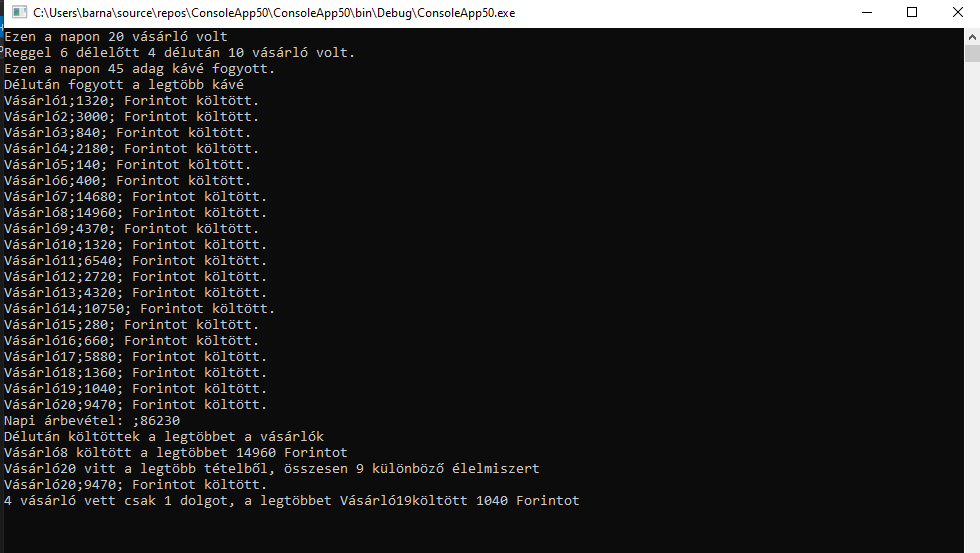 C:\Users\barna\source\repos\ConsoleApp50\ConsoleApp50\bin\Debug\ConsoleApp50.exe
Ezen a napon 20 vásárló volt
Reggel 6 délelőtt 4 délután 10 vásárló volt.
Ezen a napon 45 adag kávé fogyott.
Délután fogyott a legtöbb kávé
Vásárló1;1320; Forintot költött.
Vásárló2;3000; Forintot költött.
Vásárló3;840; Forintot költött.
Vásárló4;2180; Forintot költött.
Vásárló5;140; Forintot költött.
Vásárló6;400; Forintot költött.
Vásárló7;14680; Forintot költött.
Vásárló8;14960; Forintot költött.
Vásárló9;4370; Forintot költött.
Vásárló10;1320; Forintot költött.
Vásárló11;6540; Forintot költött.
Vásárló12;2720; Forintot költött.
Vásárló13;4320; Forintot költött.
Vásárló14;10750; Forintot költött.
Vásárló15;280; Forintot költött.
Vásárló16;660; Forintot költött.
Vásárló17;5880; Forintot költött.
Vásárló18;1360; Forintot költött.
Vásárló19;1040; Forintot költött.
Vásárló20;9470; Forintot költött.
Napi árbevétel: ;86230
Délután költöttek a legtöbbet a vásárlók
Vásárló8 költött a legtöbbet 14960 Forintot
Vásárló20 vitt a legtöbb tételből, összesen 9 különböző élelmiszert
Vásárló20;9470; Forintot költött.
4 vásárló vett csak 1 dolgot, a legtöbbet Vásárló19költött 1040 Forintot